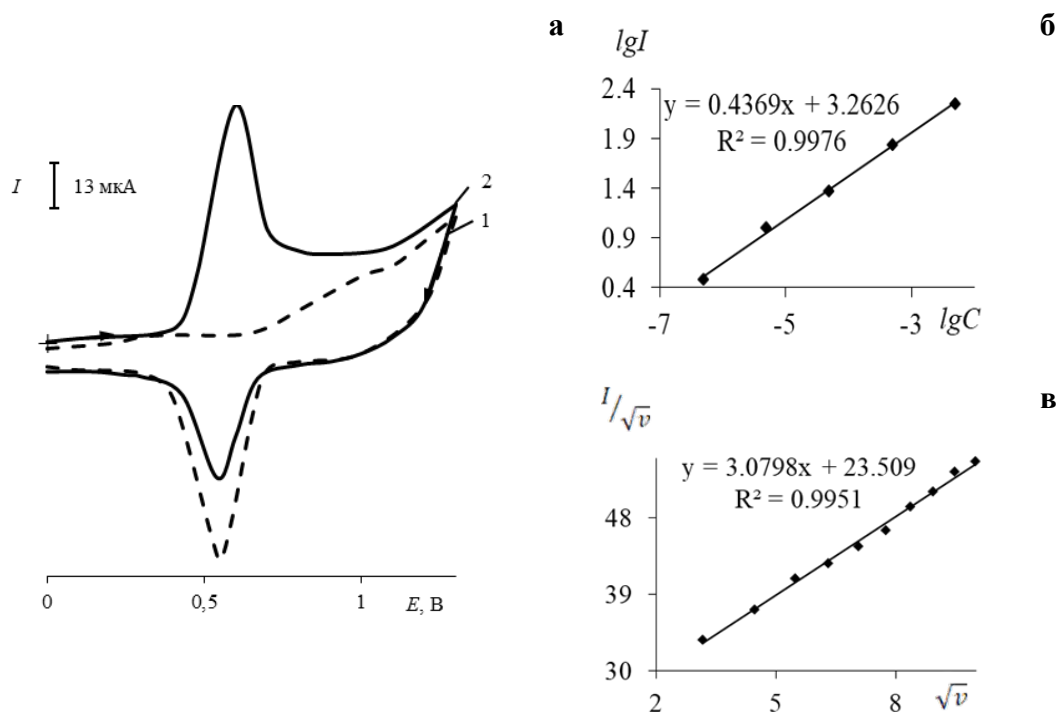 а
I
13 мкА
2
1
0
0,5
1
E, В
б
lgI
2.4
1.9
1.4
0.9
0.4
y = 0.4369x + 3.2626
R² = 0.9976
-7
-5
-3
lgC
в
I/√v
y = 3.0798x + 23.509
R² = 0.9951
48
39
30
2
5
8
√v